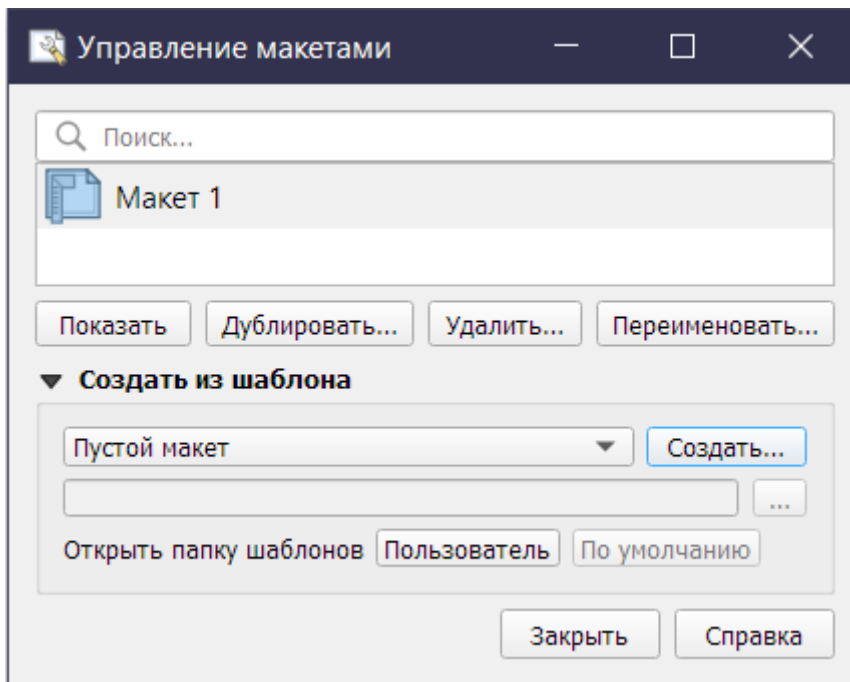 Управление макетами
Поиск...
Макет 1
Показать Дублировать... Удалить... Переименовать...
Создать из шаблона
Пустой макет Создать...
...
Открыть папку шаблонов Пользователь По умолчанию
Закрыть Справка